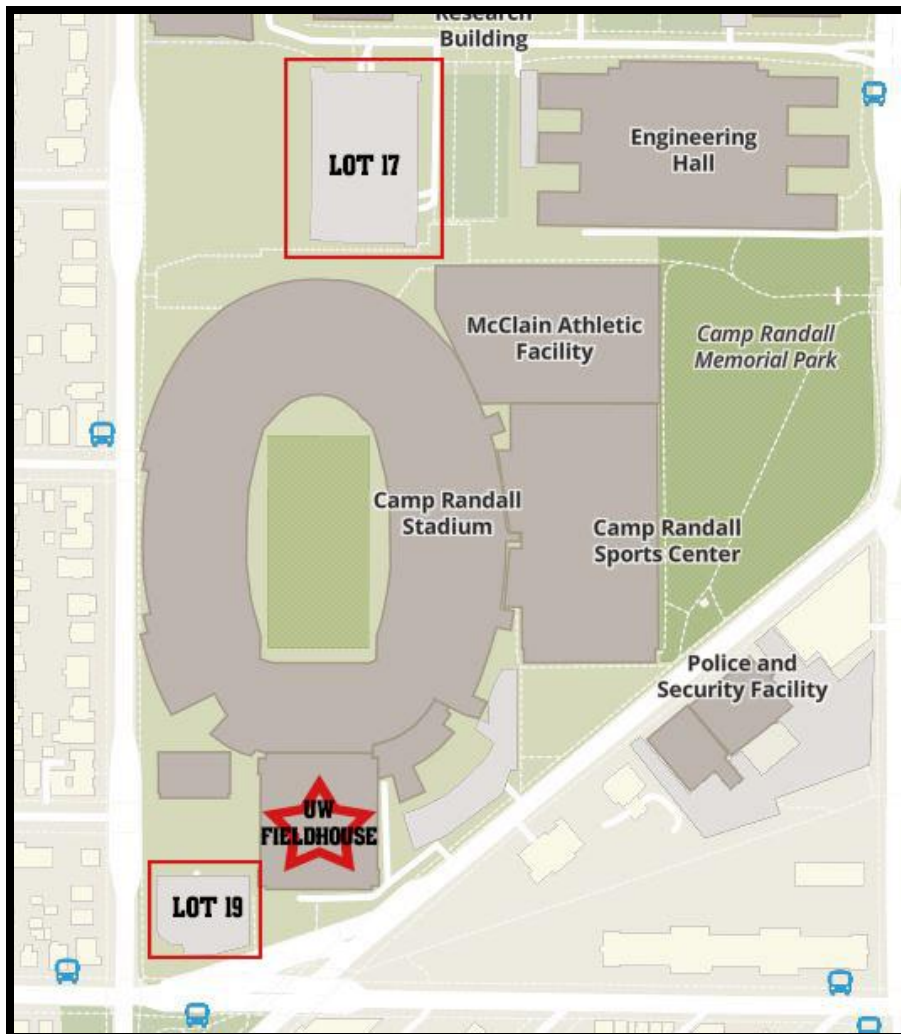 Research
Building
LOT 17
Engineering
Hall
McClain Athletic
Facility
Camp Randall
Memorial Park
Camp Randall
Stadium
Camp Randall
Sports Center
Police and
Security Facility
UW
FIELDHOUSE
LOT 19